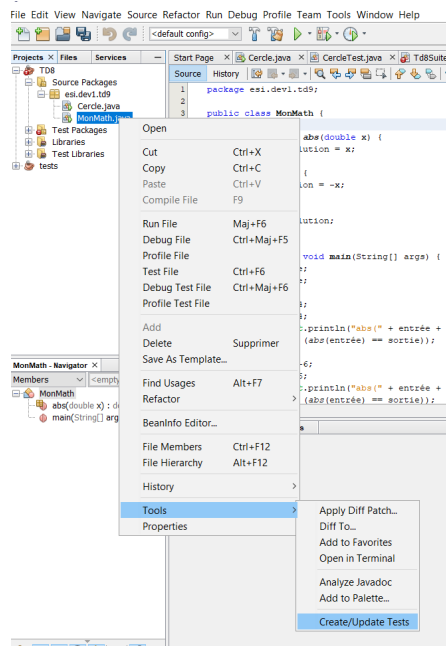 File Edit View Navigate Source Refactor Run Debug Profile Team Tools Window Help
<default config>
Projects × Files Services
Start Page × Cercle.java × CercleTest.java × Td8Suite
Source History
TD8
Source Packages
esi.dev1.td9
Cercle.java
MonMath.java
Test Packages
Libraries
Test Libraries
tests
1 package esi.dev1.td9;
2
3 public class MonMath {
abs(double x) {
lution = x;
{
ion = -x;
lution;
void main(String[] args) {
e;
e;
4;
4;
t.println("abs(" + entrée +
(abs(entrée) == sortie));
-6;
6;
t.println("abs(" + entrée +
(abs(entrée) == sortie));
Open
Cut Ctrl+X
Copy Ctrl+C
Paste Ctrl+V
Compile File F9
Run File Maj+F6
Debug File Ctrl+Maj+F5
Profile File
Test File Ctrl+F6
Debug Test File Ctrl+Maj+F6
Profile Test File
Add
Delete Supprimer
Save As Template...
Find Usages Alt+F7
Refactor
BeanInfo Editor...
File Members Ctrl+F12
File Hierarchy Alt+F12
History
Tools
Properties
MonMath - Navigator ×
Members <empty
MonMath
abs(double x) : d
main(String[] arg
s
Apply Diff Patch...
Diff To...
Add to Favorites
Open in Terminal
Analyze Javadoc
Add to Palette...
Create/Update Tests